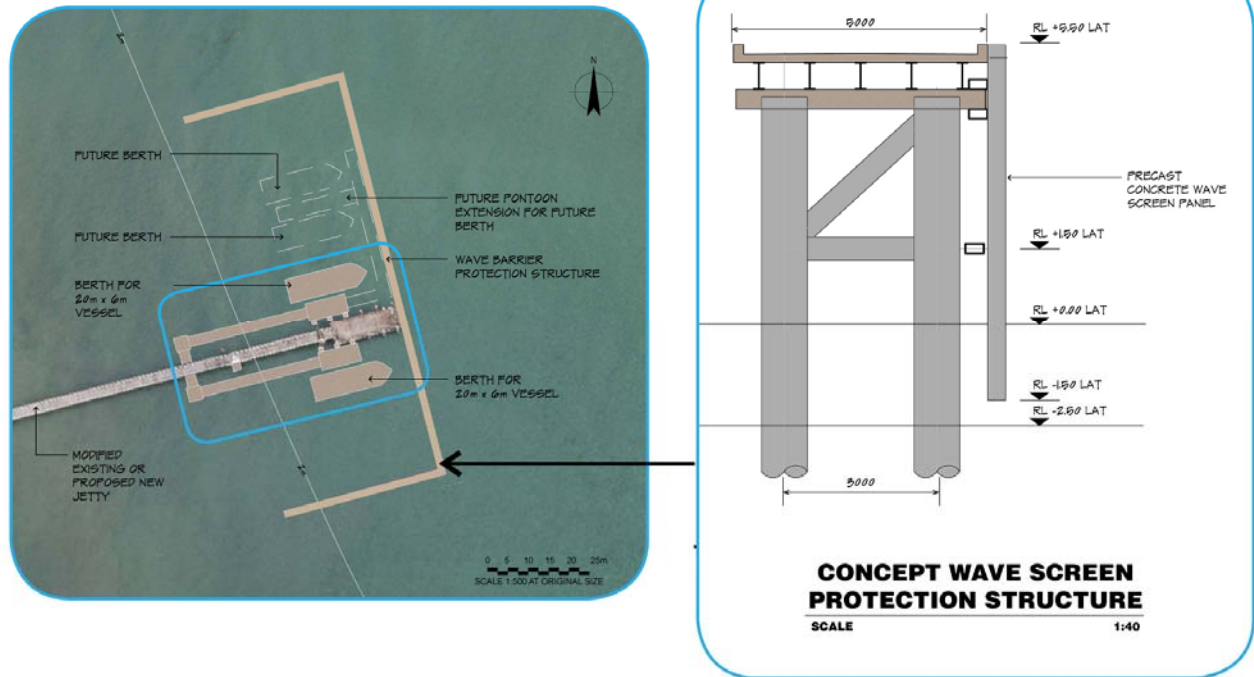 N
FUTURE BERTH
FUTURE BERTH
BERTH FOR
20m x 6m
VESSEL
MODIFIED
EXISTING OR
PROPOSED NEW
JETTY
FUTURE PONTOON
EXTENSION FOR FUTURE
BERTH
WAVE BARRIER
PROTECTION STRUCTURE
BERTH FOR
20m x 6m VESSEL
0 5 10 15 20 25m
SCALE 1:500 AT ORIGINAL SIZE
5000
RL +5.50 LAT
PRECAST
CONCRETE WAVE
SCREEN PANEL
RL +1.50 LAT
RL +0.00 LAT
RL -1.50 LAT
RL -2.50 LAT
3000
CONCEPT WAVE SCREEN
PROTECTION STRUCTURE
SCALE 1:40